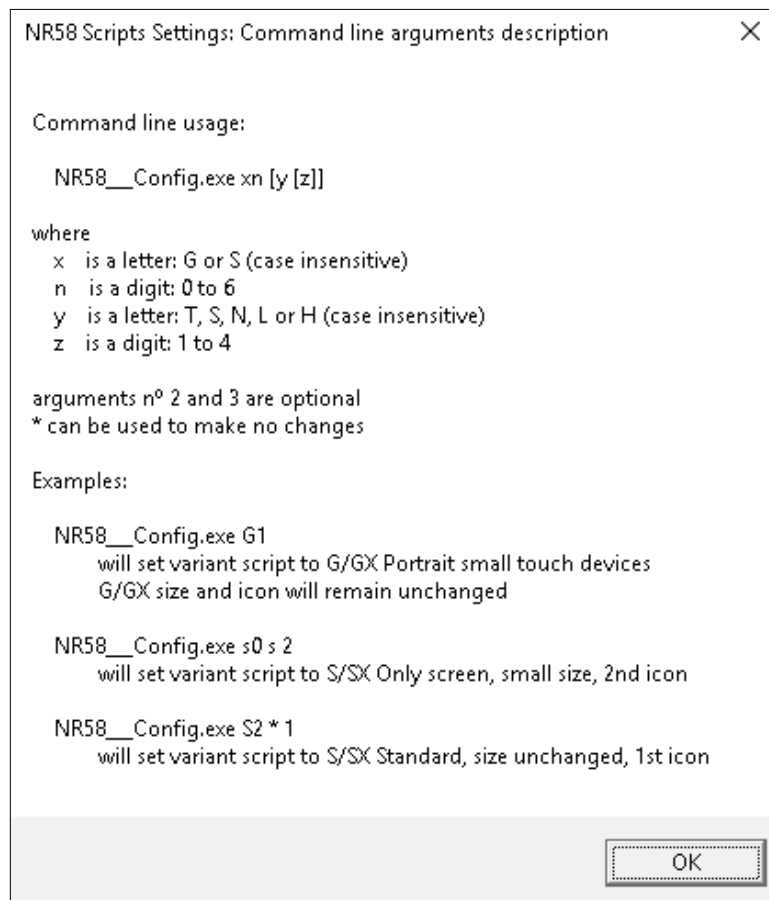 NR58 Scripts Settings: Command line arguments description
Command line usage:
NR58__Config.exe xn [y [z]]
where
x is a letter: G or S (case insensitive)
n is a digit: 0 to 6
y is a letter: T, S, N, L or H (case insensitive)
z is a digit: 1 to 4
arguments nº 2 and 3 are optional
* can be used to make no changes
Examples:
NR58__Config.exe G1
will set variant script to G/GX Portrait small touch devices
G/GX size and icon will remain unchanged
NR58__Config.exe s0 s 2
will set variant script to S/SX Only screen, small size, 2nd icon
NR58__Config.exe S2 * 1
will set variant script to S/SX Standard, size unchanged, 1st icon
OK